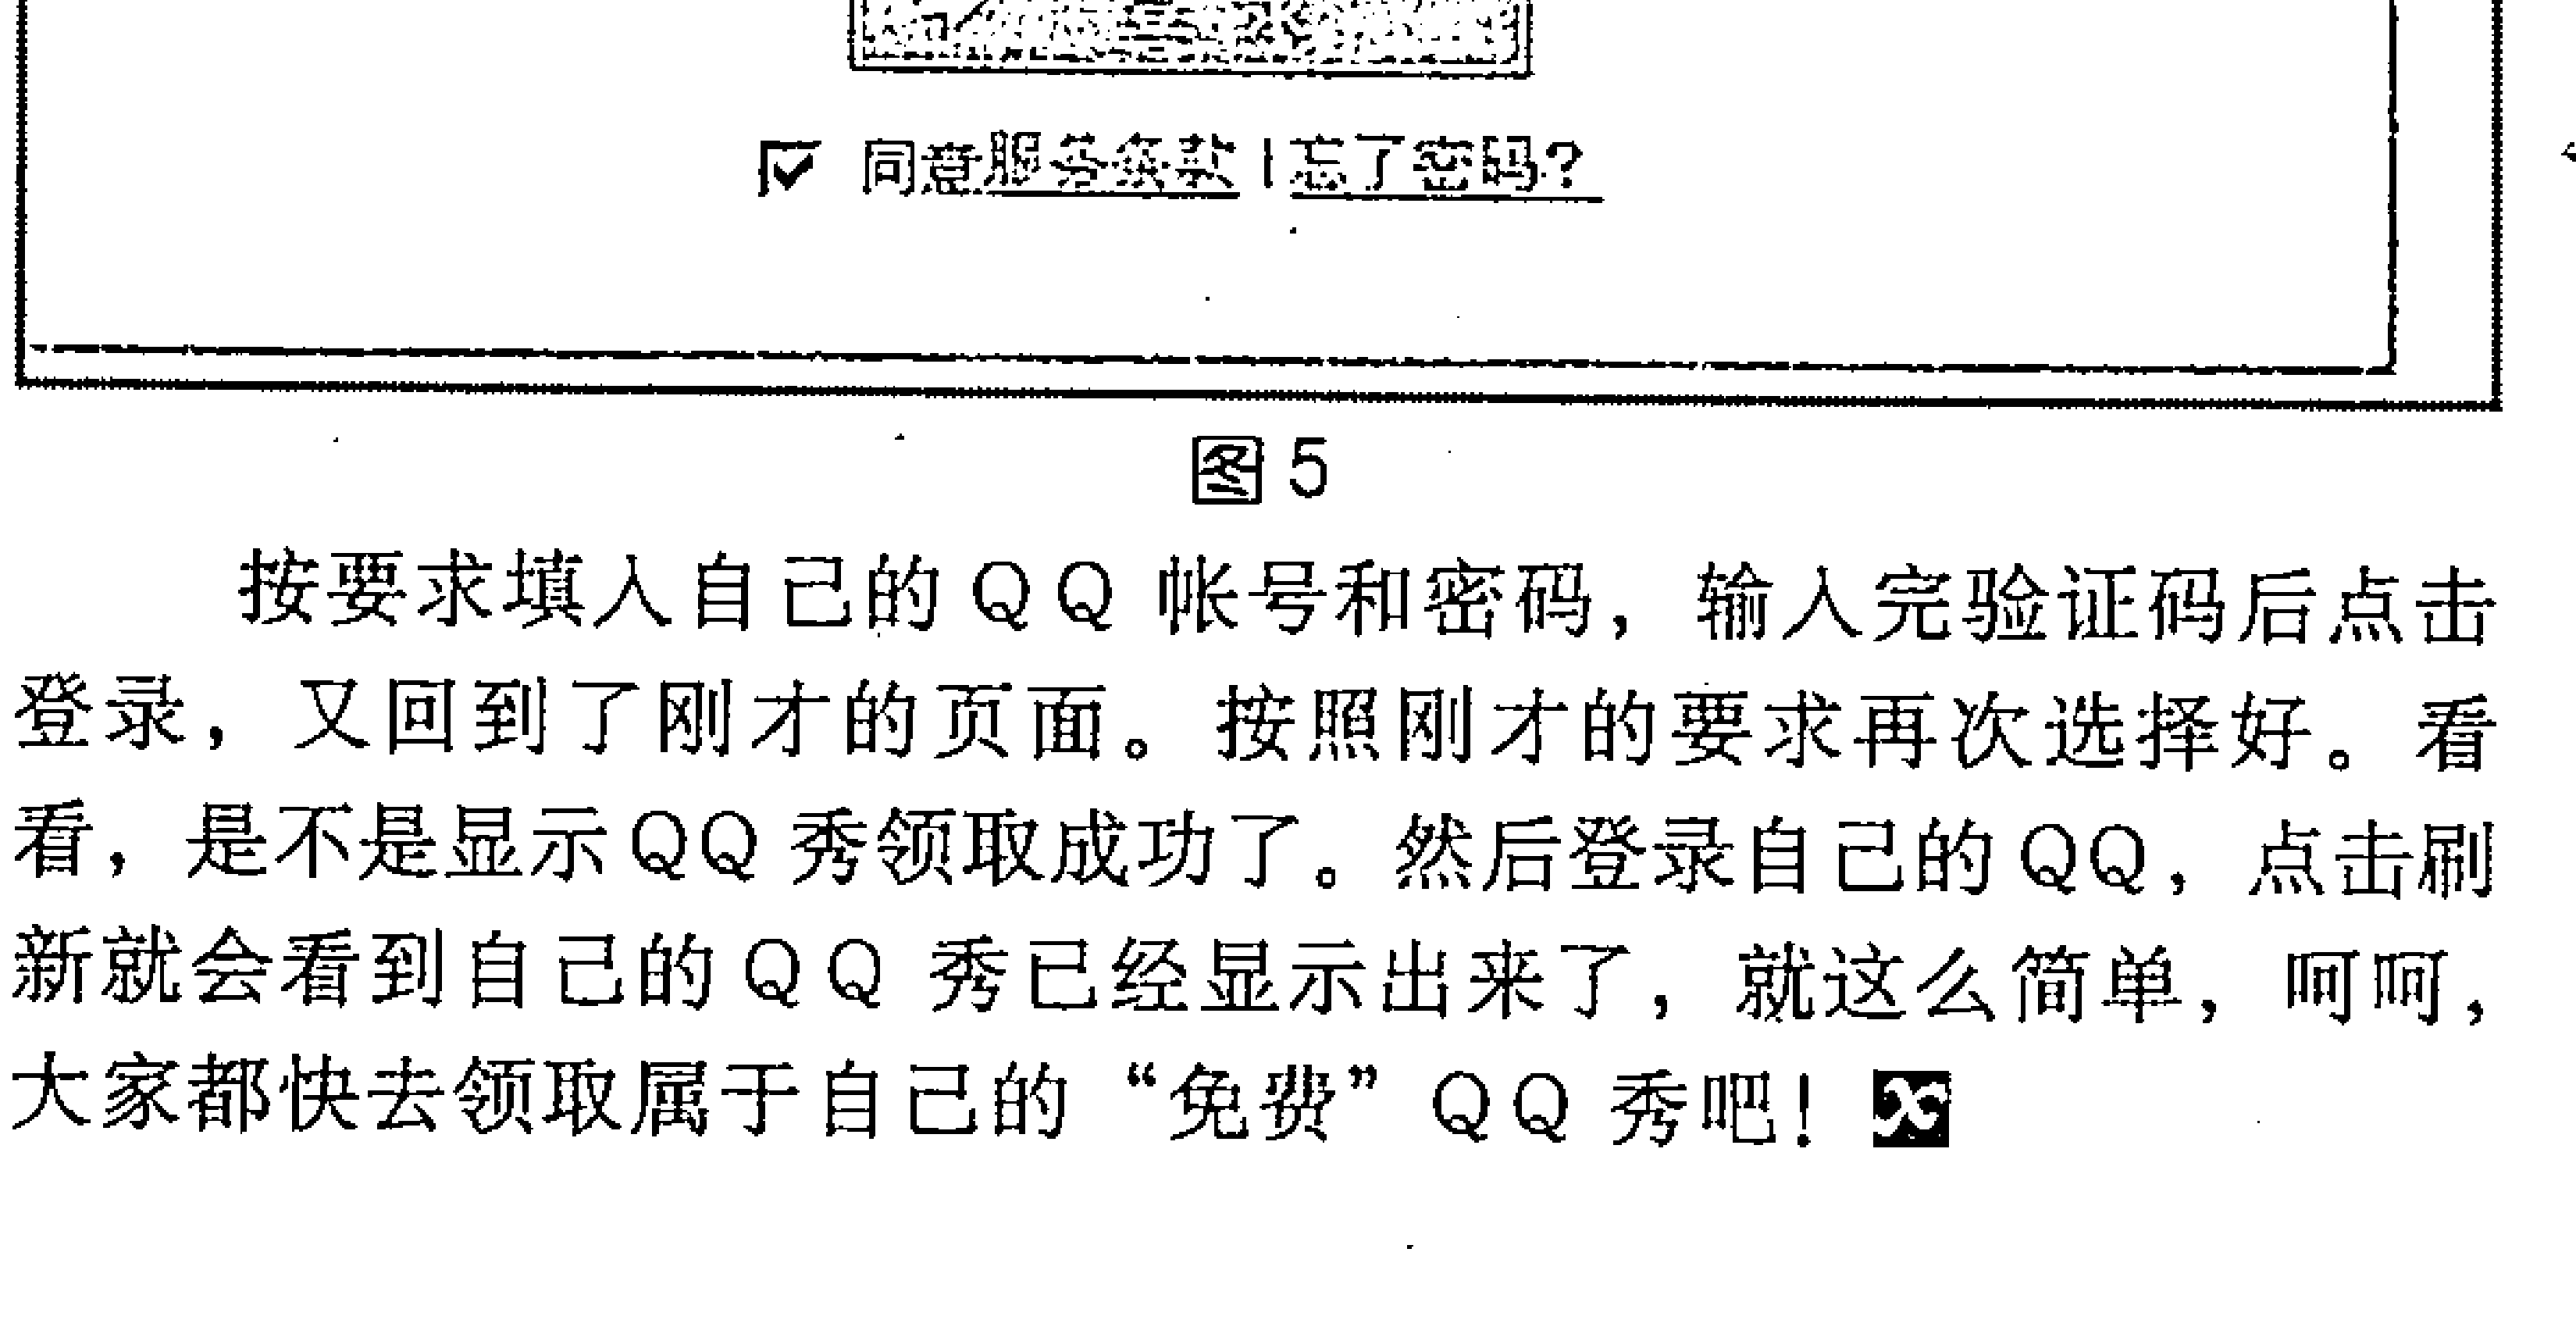 同意服务条款 | 忘了密码?
图5
按要求填入自己的QQ帐号和密码，输入完验证码后点击
登录，又回到了刚才的页面。按照刚才的要求再次选择好。看
看，是不是显示QQ秀领取成功了。然后登录自己的QQ，点击刷
新就会看到自己的QQ秀已经显示出来了，就这么简单，呵呵，
大家都快去领取属于自己的“免费”QQ秀吧！